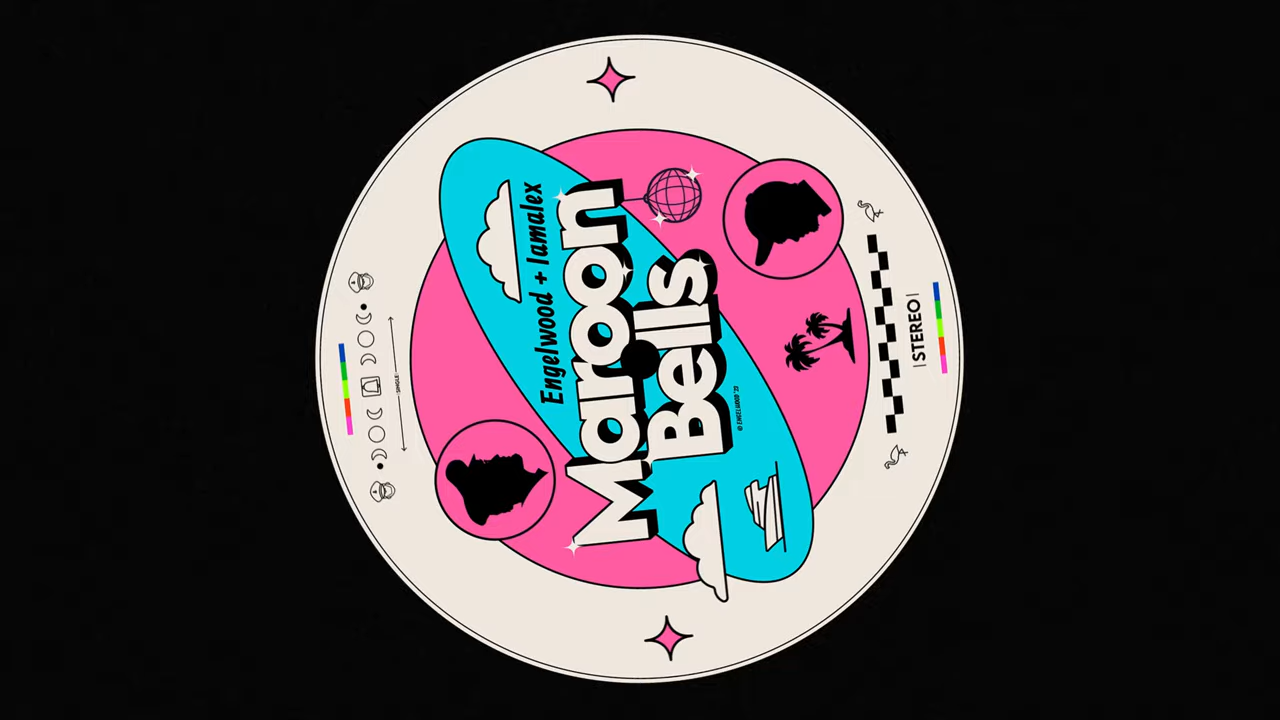 Engelwood + Iamalex
Maroon
Bells
© ENGELWOOD '23
|STEREO|
SINGLE